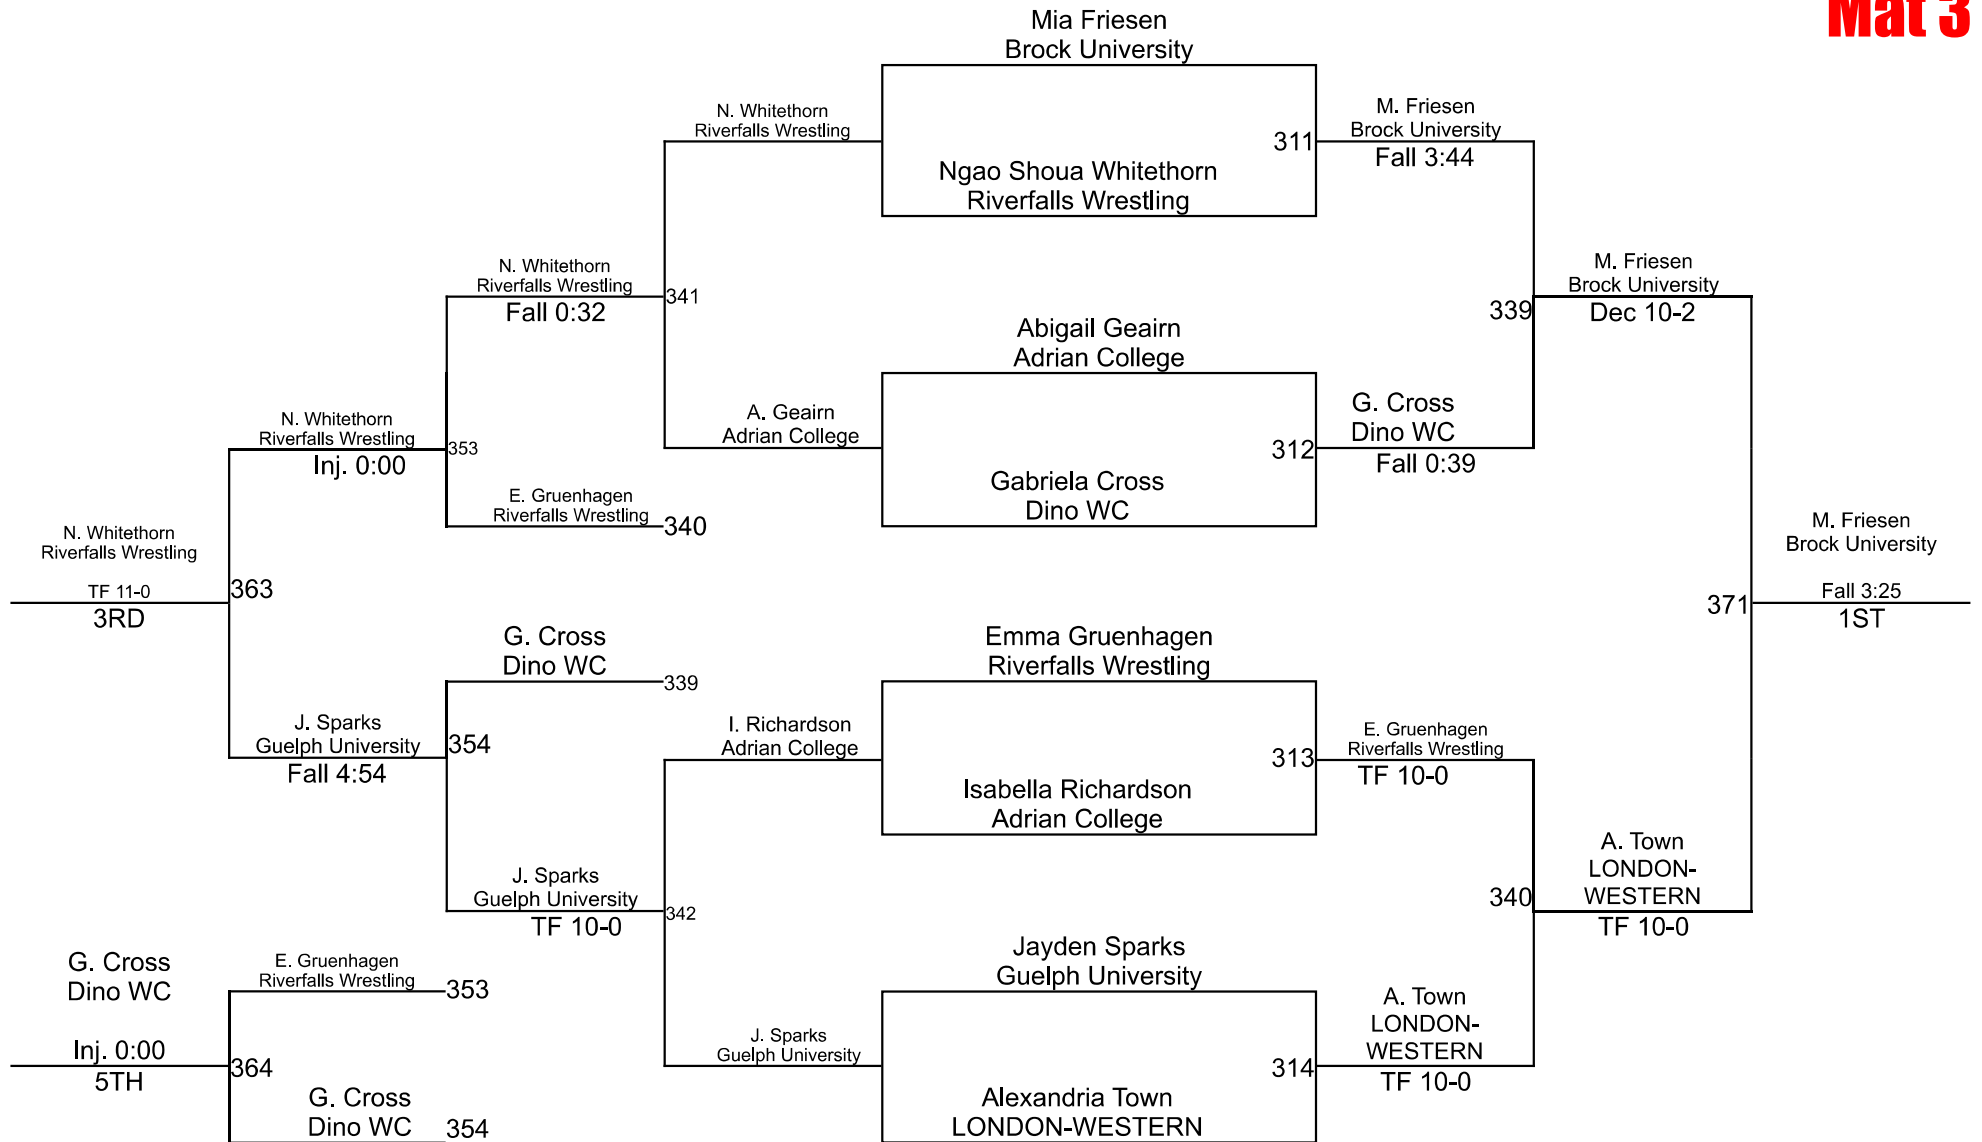 Mat 3
Mia Friesen
Brock University
N. Whitethorn
Riverfalls Wrestling
311
M. Friesen
Brock University
Fall 3:44
Ngao Shoua Whitethorn
Riverfalls Wrestling
N. Whitethorn
Riverfalls Wrestling
Fall 0:32
341
339
M. Friesen
Brock University
Dec 10-2
Abigail Geairn
Adrian College
N. Whitethorn
Riverfalls Wrestling
Inj. 0:00
353
A. Geairn
Adrian College
312
G. Cross
Dino WC
Fall 0:39
Gabriela Cross
Dino WC
E. Gruenhagen
Riverfalls Wrestling
340
N. Whitethorn
Riverfalls Wrestling
TF 11-0
3RD
363
371
M. Friesen
Brock University
Fall 3:25
1ST
G. Cross
Dino WC
339
Emma Gruenhagen
Riverfalls Wrestling
J. Sparks
Guelph University
Fall 4:54
354
I. Richardson
Adrian College
313
E. Gruenhagen
Riverfalls Wrestling
TF 10-0
Isabella Richardson
Adrian College
J. Sparks
Guelph University
TF 10-0
342
340
A. Town
LONDON-
WESTERN
TF 10-0
Jayden Sparks
Guelph University
G. Cross
Dino WC
Inj. 0:00
5TH
364
E. Gruenhagen
Riverfalls Wrestling
353
J. Sparks
Guelph University
314
A. Town
LONDON-
WESTERN
TF 10-0
Alexandria Town
LONDON-WESTERN
G. Cross
Dino WC
354